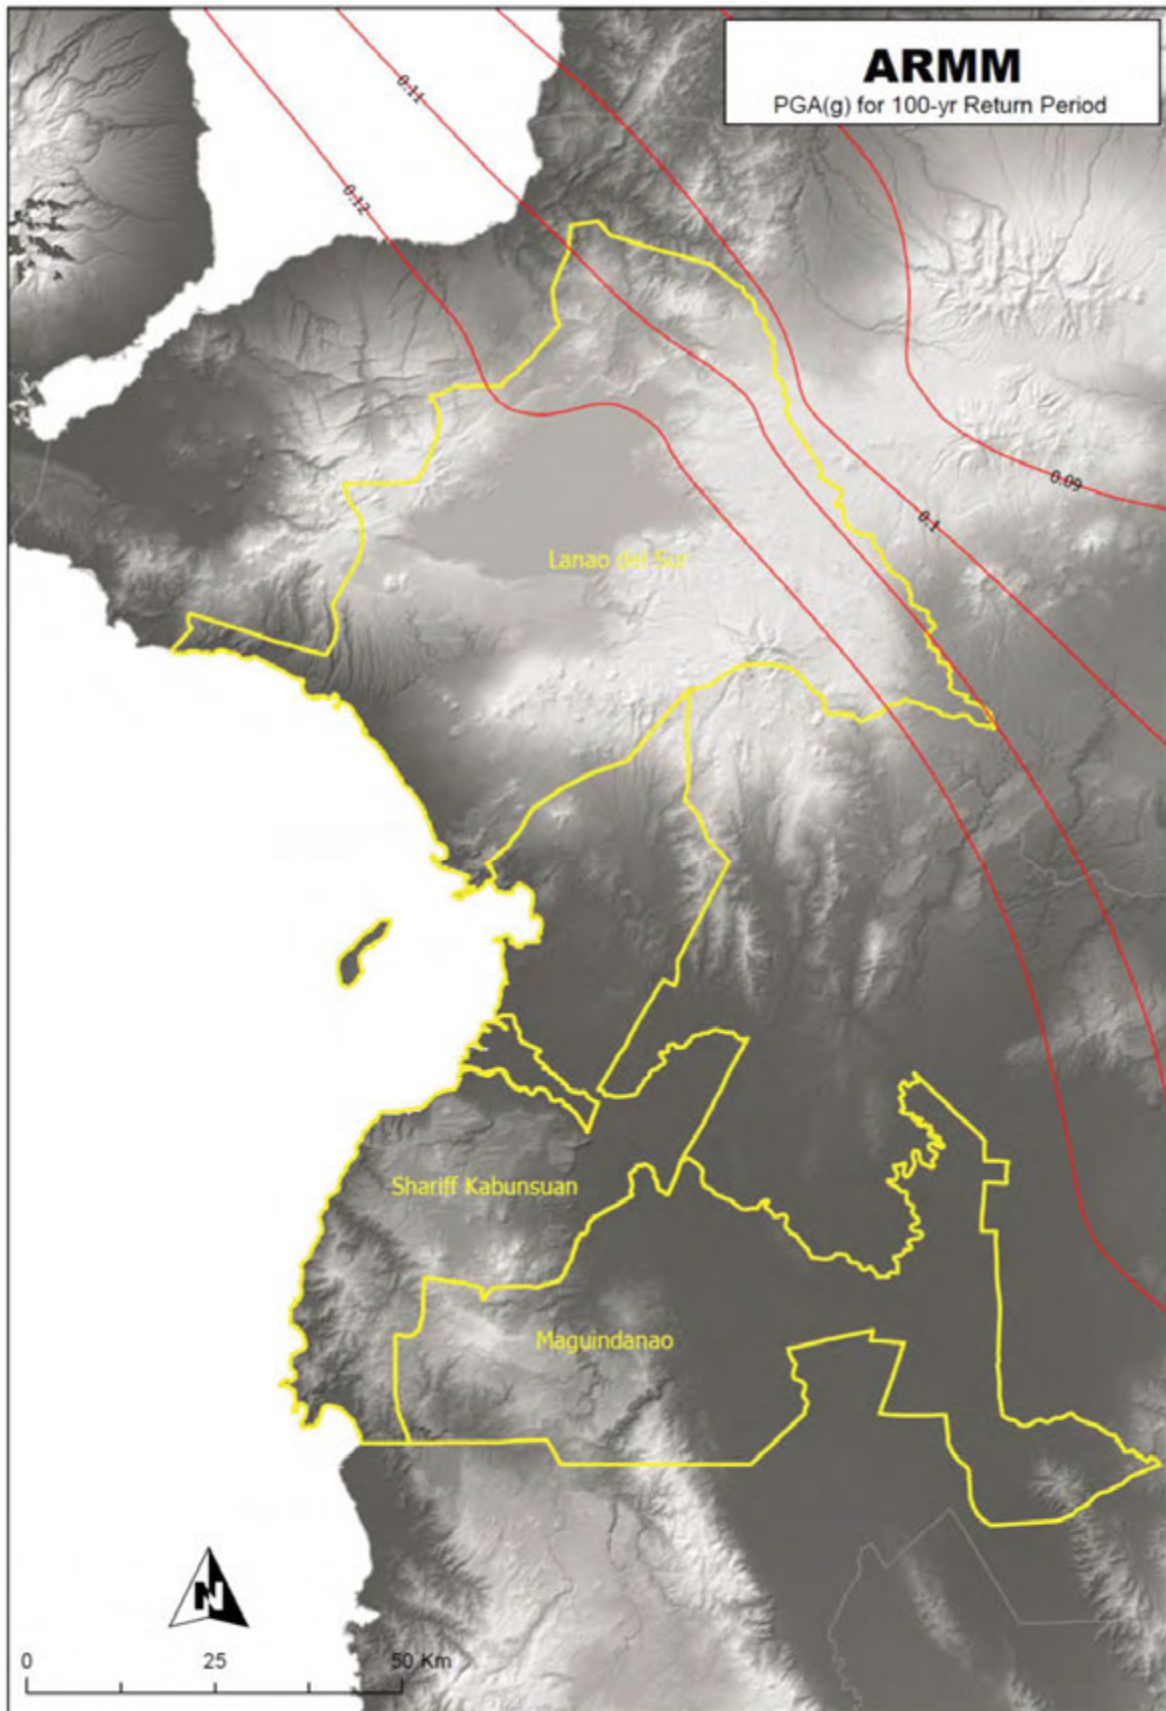 ARMM
PGA(g) for 100-yr Return Period
0.11
0.12
0.09
0.1
Lanao del Sur
Shariff Kabunsuan
Maguindanao
N
0 25 50 Km